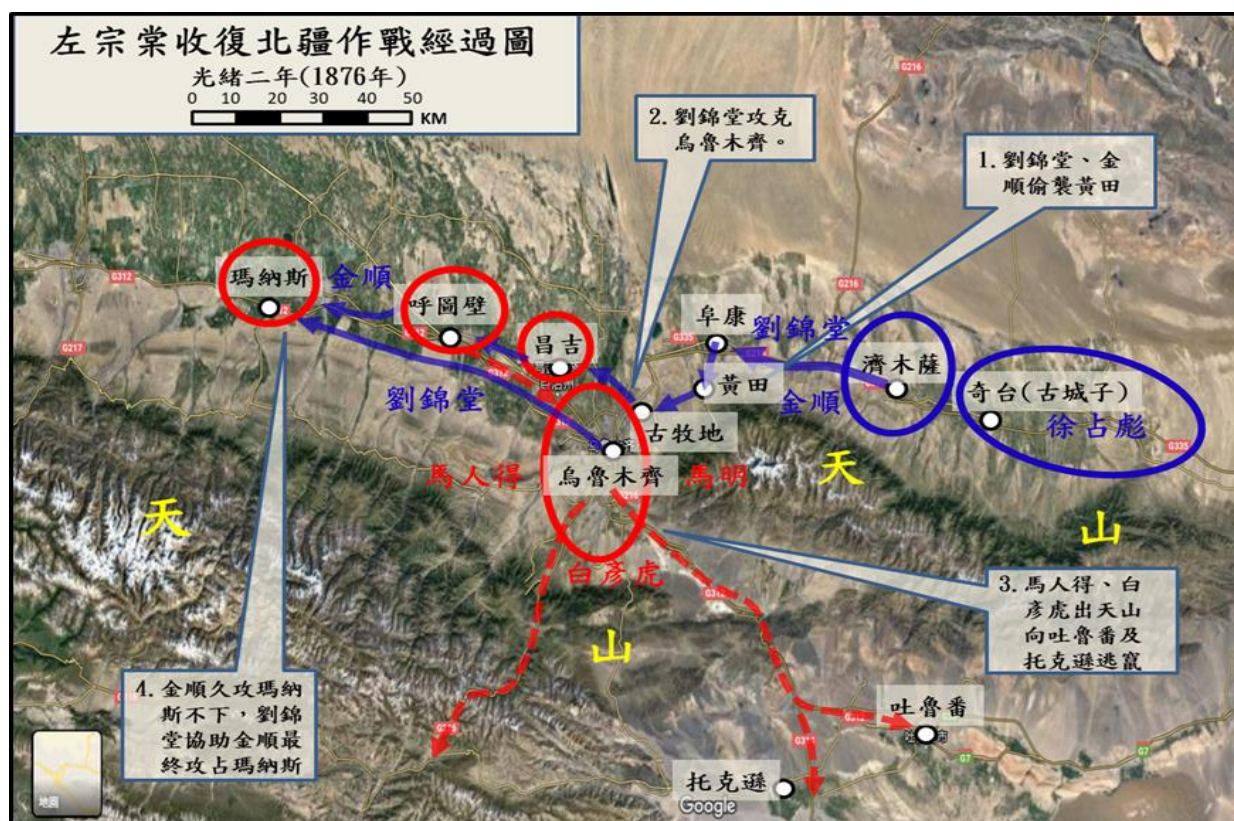 左宗棠收復北疆作戰經過圖
光緒二年(1876年)
0 10 20 30 40 50
KM
G216
2. 劉錦堂攻克
烏魯木齊。
1. 劉錦堂、金
順偷襲黃田
G312
瑪納斯
金順
呼圖壁
昌吉
G216
阜康
G335
劉錦堂
濟木薩
G217
黃田
金順
奇台(古城子)
徐占彪
G335
劉錦堂
古牧地
馬人得
烏魯木齊
馬明
G216
天
天
山
白彥虎
G312
山
3. 馬人得、白
彥虎出天山
向吐魯番及
托克遜逃竄
4. 金順久攻瑪納
斯不下,劉錦
堂協助金順最
終攻占瑪納斯
吐魯番
G312
市
G7
G7
托克遜
地圖
Google